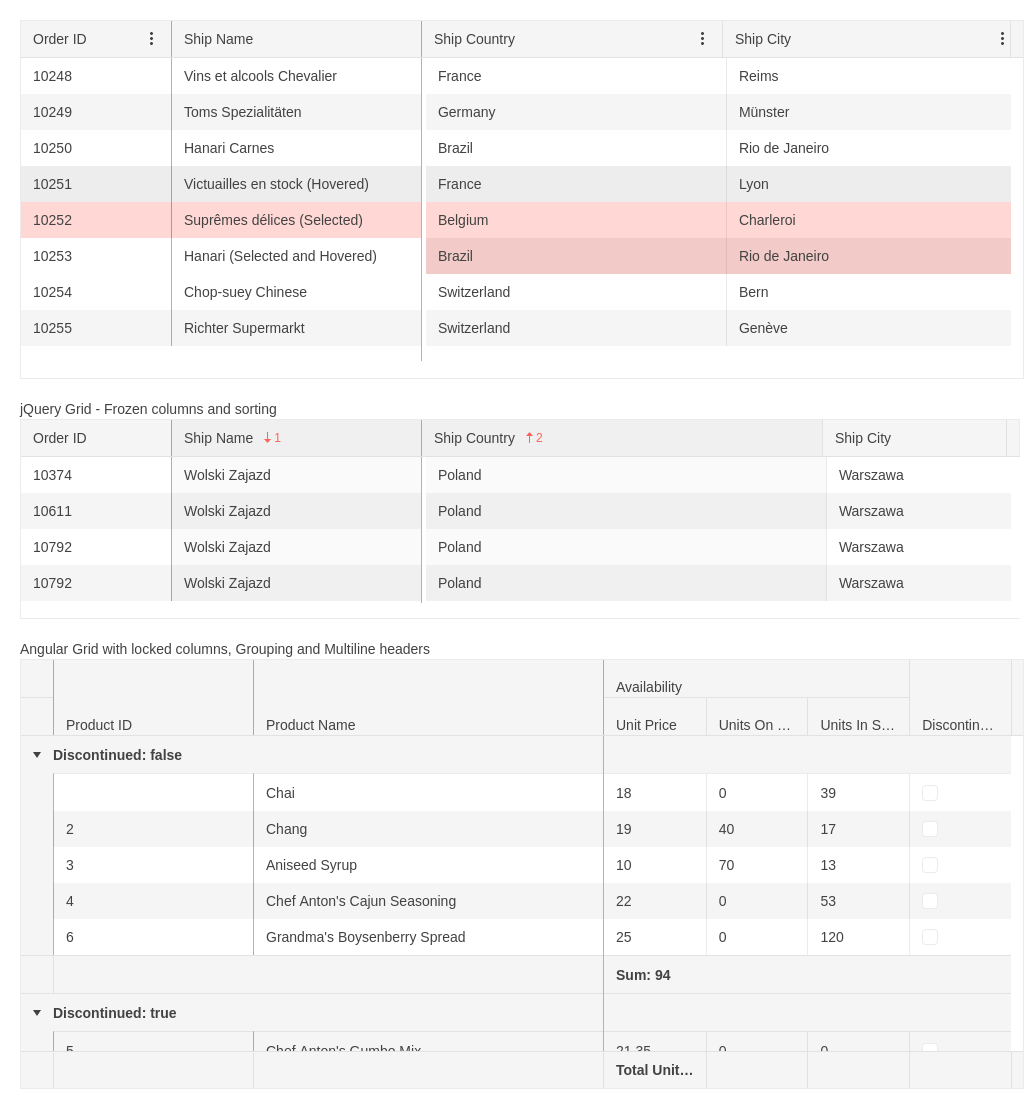 Order ID Ship Name Ship Country Ship City
10248 Vins et alcools Chevalier France Reims
10249 Toms Spezialitäten Germany Münster
10250 Hanari Carnes Brazil Rio de Janeiro
10251 Victuailles en stock (Hovered) France Lyon
10252 Suprêmes délices (Selected) Belgium Charleroi
10253 Hanari (Selected and Hovered) Brazil Rio de Janeiro
10254 Chop-suey Chinese Switzerland Bern
10255 Richter Supermarkt Switzerland Genève
jQuery Grid - Frozen columns and sorting
Order ID Ship Name 1 Ship Country 2 Ship City
10374 Wolski Zajazd Poland Warszawa
10611 Wolski Zajazd Poland Warszawa
10792 Wolski Zajazd Poland Warszawa
10792 Wolski Zajazd Poland Warszawa
Angular Grid with locked columns, Grouping and Multiline headers
Availability
Product ID Product Name Unit Price Units On ... Units In S... Discontin...
Discontinued: false
Chai 18 0 39
2 Chang 19 40 17
3 Aniseed Syrup 10 70 13
4 Chef Anton's Cajun Seasoning 22 0 53
6 Grandma's Boysenberry Spread 25 0 120
Sum: 94
Discontinued: true
5 Chef Anton's Gumbo Mix 21.35 0 0
Total Unit...